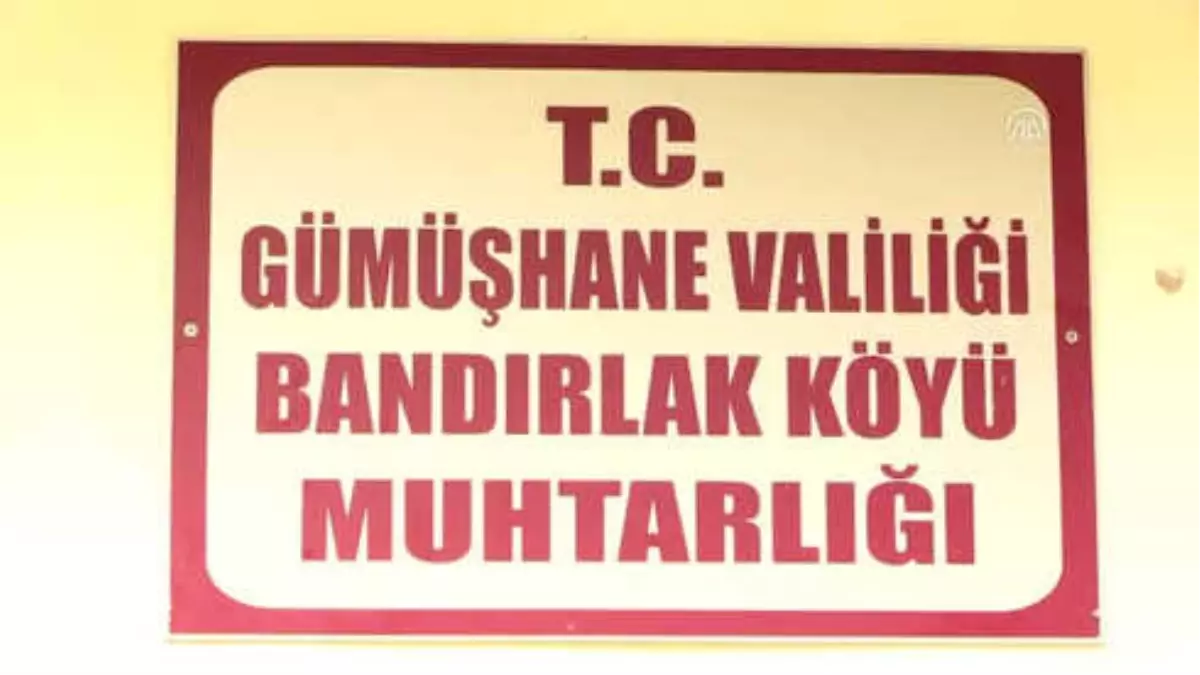 T.C.
GÜMÜŞHANE VALİLİĞİ
BANDIRLAK KÖYÜ
MUHTARLIĞI